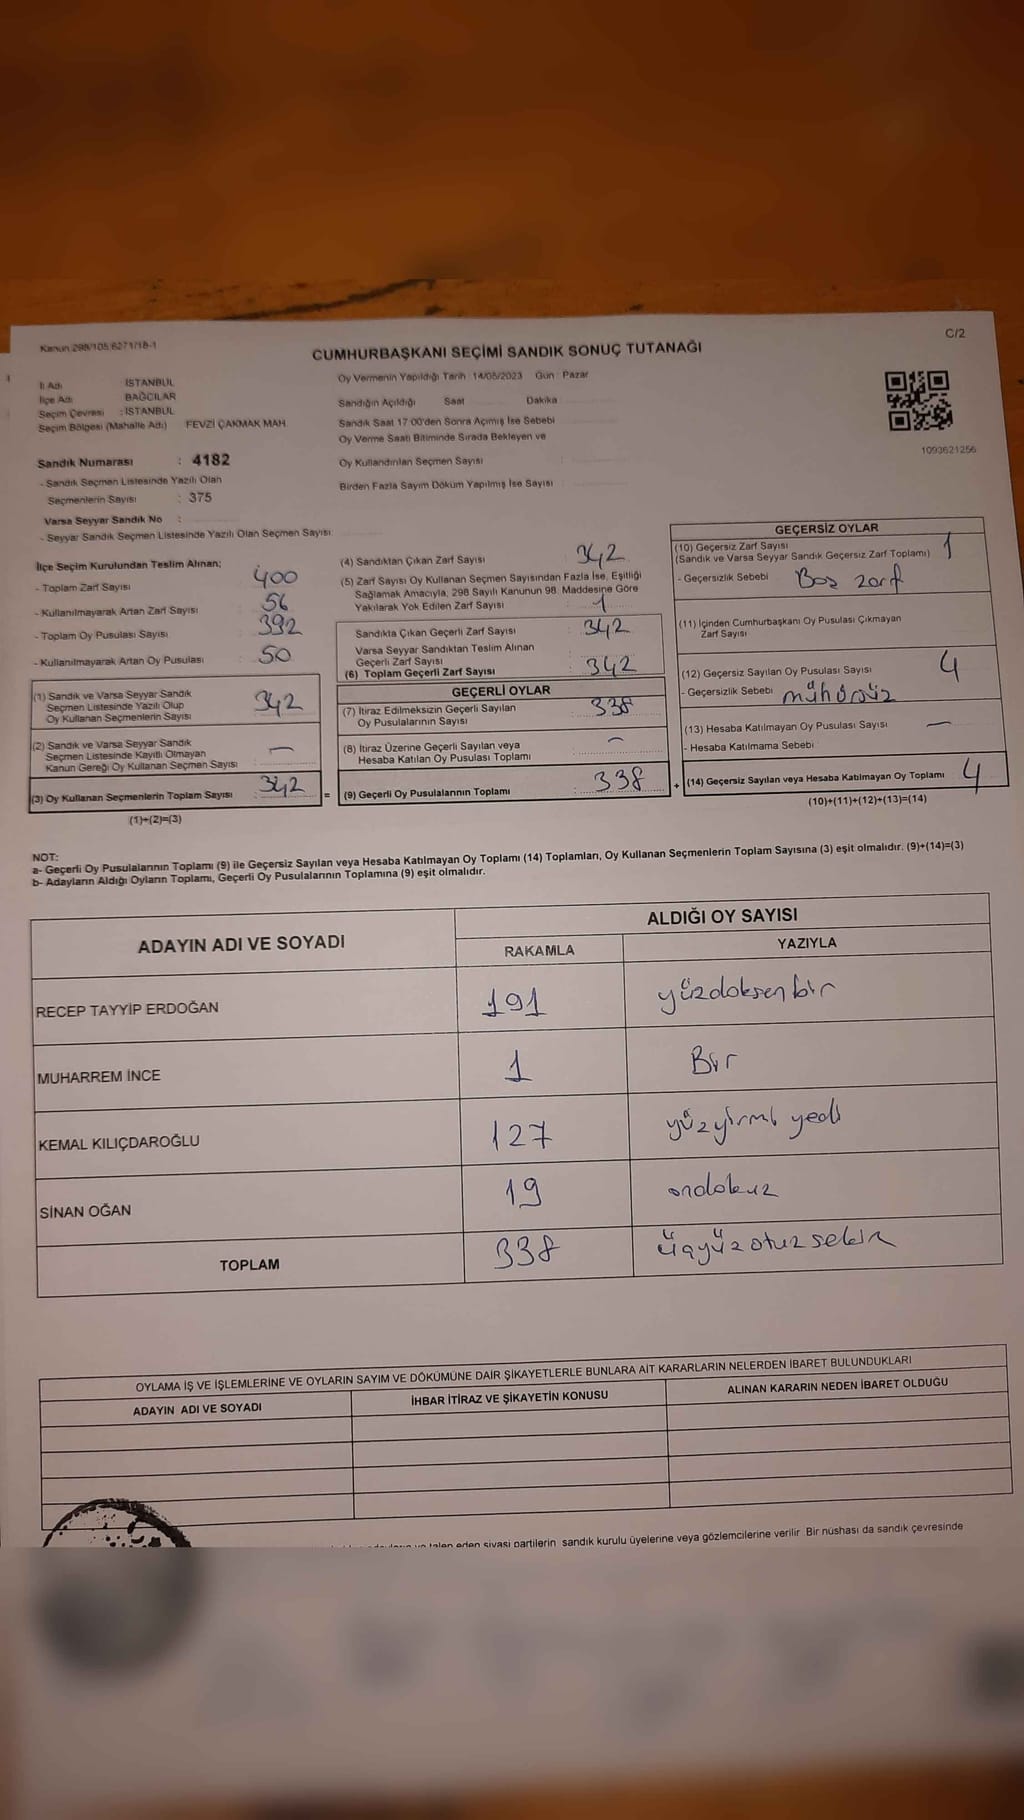 Kanun:298/105,6271/18-1
C/2
CUMHURBAŞKANI SEÇİMİ SANDIK SONUÇ TUTANAĞI
İl Adı : İSTANBUL
İlçe Adı : BAĞCILAR
Seçim Çevresi : İSTANBUL
Seçim Bölgesi (Mahalle Adı) FEVZİ ÇAKMAK MAH.
Sandık Numarası : 4182
- Sandık Seçmen Listesinde Yazılı Olan
Seçmenlerin Sayısı : 375
Varsa Seyyar Sandık No :
- Seyyar Sandık Seçmen Listesinde Yazılı Olan Seçmen Sayısı:
Oy Vermenin Yapıldığı Tarih : 14/05/2023 Gün : Pazar
Sandığın Açıldığı Saat Dakika
Sandık Saat 17:00'den Sonra Açılmış İse Sebebi
Oy Verme Saati Bitiminde Sırada Bekleyen ve
Oy Kullandırılan Seçmen Sayısı :
Birden Fazla Sayım Döküm Yapılmış İse Sayısı :
1093621256
İlçe Seçim Kurulundan Teslim Alınan;
- Toplam Zarf Sayısı : 400
- Kullanılmayarak Artan Zarf Sayısı : 56
- Toplam Oy Pusulası Sayısı : 392
- Kullanılmayarak Artan Oy Pusulası : 50
(1) Sandık ve Varsa Seyyar Sandık
Seçmen Listesinde Yazılı Olup
Oy Kullanan Seçmenlerin Sayısı : 342
(2) Sandık ve Varsa Seyyar Sandık
Seçmen Listesinde Kayıtlı Olmayan
Kanun Gereği Oy Kullanan Seçmen Sayısı : —
(3) Oy Kullanan Seçmenlerin Toplam Sayısı : 342
(1)+(2)=(3)
(4) Sandıktan Çıkan Zarf Sayısı : 342
(5) Zarf Sayısı Oy Kullanan Seçmen Sayısından Fazla İse, Eşitliği
Sağlamak Amacıyla, 298 Sayılı Kanunun 98. Maddesine Göre
Yakılarak Yok Edilen Zarf Sayısı : 1
Sandıkta Çıkan Geçerli Zarf Sayısı : 342
Varsa Seyyar Sandıktan Teslim Alınan
Geçerli Zarf Sayısı
(6) Toplam Geçerli Zarf Sayısı : 342
GEÇERLİ OYLAR
(7) İtiraz Edilmeksizin Geçerli Sayılan
Oy Pusulalarının Sayısı : 338
(8) İtiraz Üzerine Geçerli Sayılan veya
Hesaba Katılan Oy Pusulası Toplamı : —
=
(9) Geçerli Oy Pusulalarının Toplamı : 338
+
GEÇERSİZ OYLAR
(10) Geçersiz Zarf Sayısı
(Sandık ve Varsa Seyyar Sandık Geçersiz Zarf Toplamı) : 1
- Geçersizlik Sebebi : Boş zarf
(11) İçinden Cumhurbaşkanı Oy Pusulası Çıkmayan
Zarf Sayısı
(12) Geçersiz Sayılan Oy Pusulası Sayısı : 4
- Geçersizlik Sebebi : mühürsüz
(13) Hesaba Katılmayan Oy Pusulası Sayısı : —
- Hesaba Katılmama Sebebi :
(14) Geçersiz Sayılan veya Hesaba Katılmayan Oy Toplamı : 4
(10)+(11)+(12)+(13)=(14)
NOT:
a- Geçerli Oy Pusulalarının Toplamı (9) ile Geçersiz Sayılan veya Hesaba Katılmayan Oy Toplamı (14) Toplamları, Oy Kullanan Seçmenlerin Toplam Sayısına (3) eşit olmalıdır. (9)+(14)=(3)
b- Adayların Aldığı Oyların Toplamı, Geçerli Oy Pusulalarının Toplamına (9) eşit olmalıdır.
ADAYIN ADI VE SOYADI
ALDIĞI OY SAYISI
RAKAMLA YAZIYLA
RECEP TAYYİP ERDOĞAN 191 yüzdoksenbir
MUHARREM İNCE 1 Bir
KEMAL KILIÇDAROĞLU 127 yüzyirmi yedi
SİNAN OĞAN 19 ondokuz
TOPLAM 338 üçyüzotuzsekiz
OYLAMA İŞ VE İŞLEMLERİNE VE OYLARIN SAYIM VE DÖKÜMÜNE DAİR ŞİKAYETLERLE BUNLARA AİT KARARLARIN NELERDEN İBARET BULUNDUKLARI
ADAYIN ADI VE SOYADI İHBAR İTİRAZ VE ŞİKAYETİN KONUSU ALINAN KARARIN NEDEN İBARET OLDUĞU
talep eden siyasi partilerin sandık kurulu üyelerine veya gözlemcilerine verilir Bir nüshası da sandık çevresinde